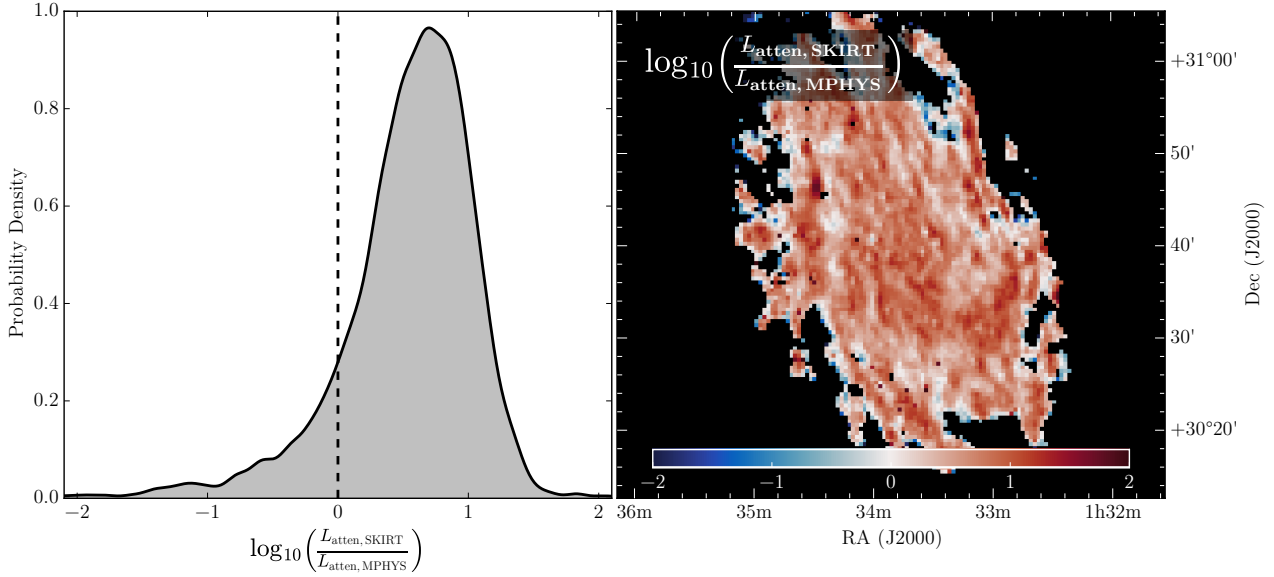 1.0
0.8
0.6
0.4
0.2
0.0
Probability Density
−2 −1 0 1 2
log10(Latten, SKIRT / Latten, MPHYS)
log10(Latten, SKIRT / Latten, MPHYS)
+31°00'
50'
40'
30'
+30°20'
Dec (J2000)
−2 −1 0 1 2
36m 35m 34m 33m 1h32m
RA (J2000)